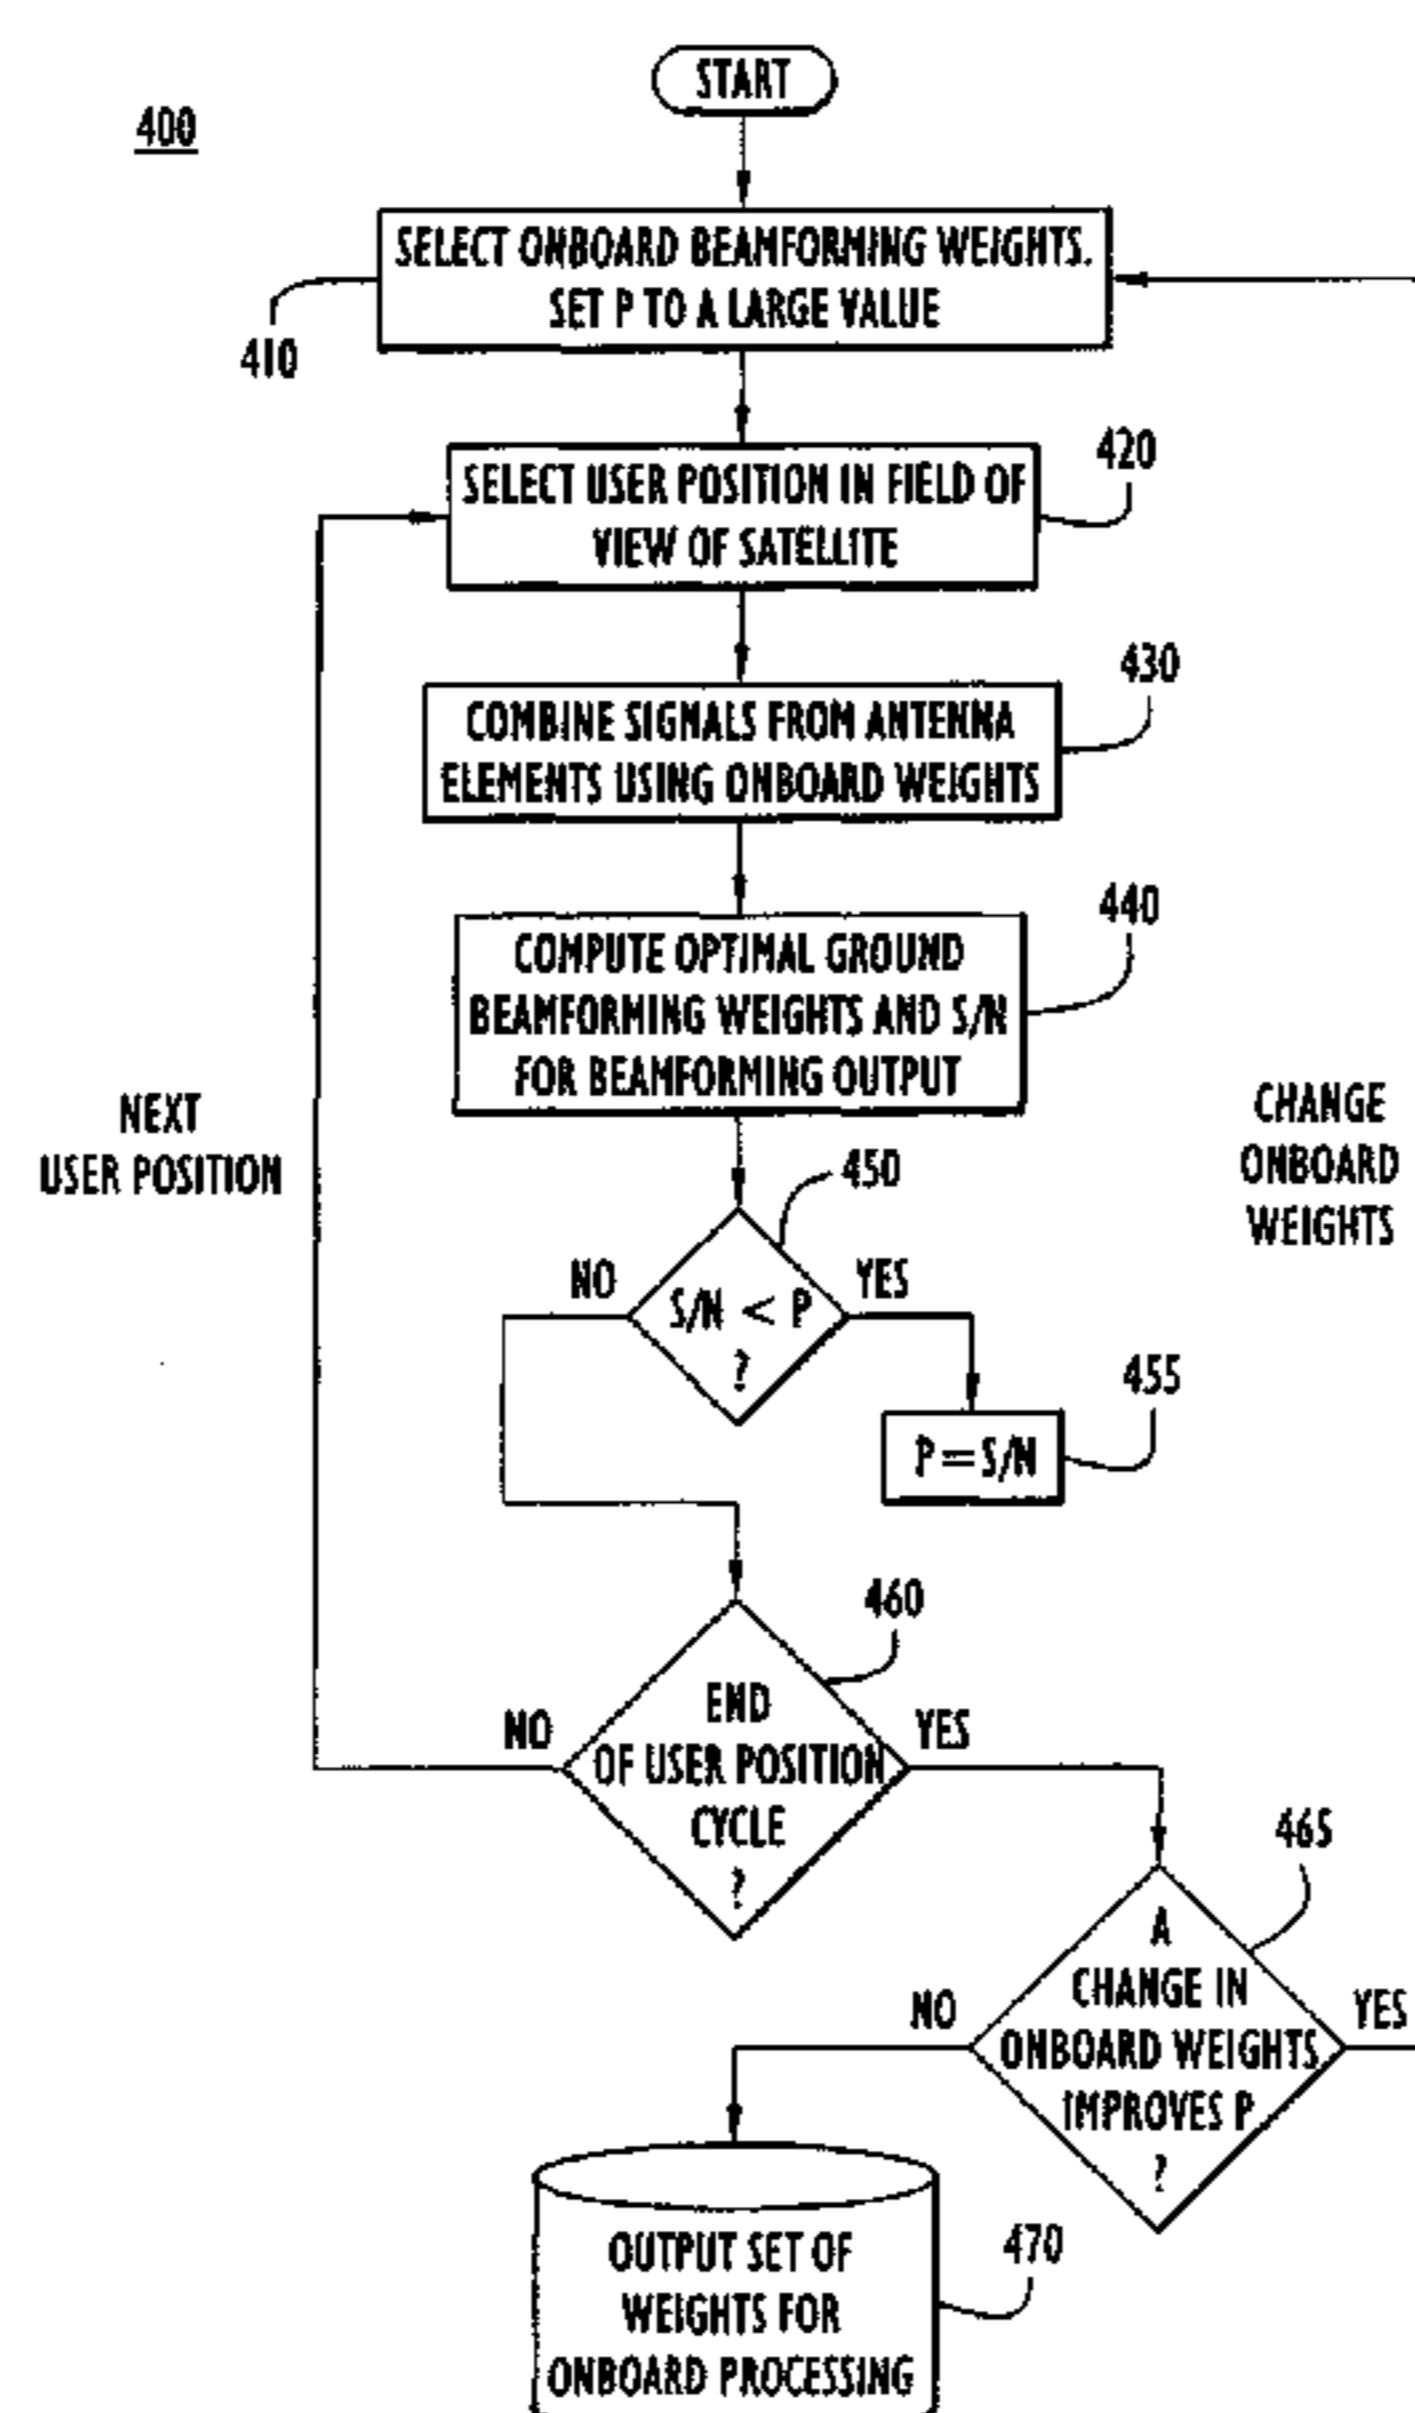 400
START
SELECT ONBOARD BEAMFORMING WEIGHTS.
SET P TO A LARGE VALUE
410
SELECT USER POSITION IN FIELD OF
VIEW OF SATELLITE
420
COMBINE SIGNALS FROM ANTENNA
ELEMENTS USING ONBOARD WEIGHTS
430
COMPUTE OPTIMAL GROUND
BEAMFORMING WEIGHTS AND S/N
FOR BEAMFORMING OUTPUT
440
NEXT
USER POSITION
CHANGE
ONBOARD
WEIGHTS
450
NO
S/N < P
?
YES
455
P=S/N
460
NO
END
OF USER POSITION
CYCLE
?
YES
465
NO
A
CHANGE IN
ONBOARD WEIGHTS
IMPROVES P
?
YES
OUTPUT SET OF
WEIGHTS FOR
ONBOARD PROCESSING
470